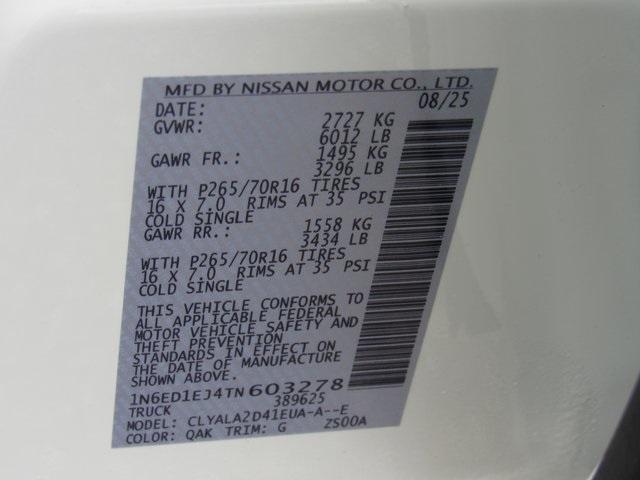 MFD BY NISSAN MOTOR CO., LTD.
DATE: 08/25
GVWR: 2727 KG
6012 LB
GAWR FR.: 1495 KG
3296 LB
WITH P265/70R16 TIRES
16 X 7.0 RIMS AT 35 PSI
COLD SINGLE
GAWR RR.: 1558 KG
3434 LB
WITH P265/70R16 TIRES
16 X 7.0 RIMS AT 35 PSI
COLD SINGLE
THIS VEHICLE CONFORMS TO
ALL APPLICABLE FEDERAL
MOTOR VEHICLE SAFETY AND
THEFT PREVENTION
STANDARDS IN EFFECT ON
THE DATE OF MANUFACTURE
SHOWN ABOVE.
1N6ED1EJ4TN603278
TRUCK 389625
MODEL: CLYALA2D41EUA-A--E
COLOR: QAK TRIM: G ZS00A